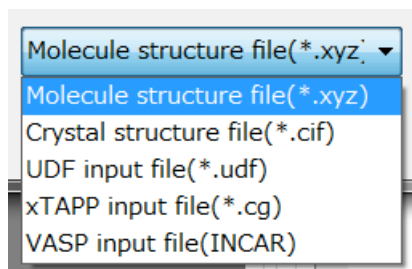 Molecule structure file(*.xyz)
Molecule structure file(*.xyz)
Crystal structure file(*.cif)
UDF input file(*.udf)
xTAPP input file(*.cg)
VASP input file(INCAR)